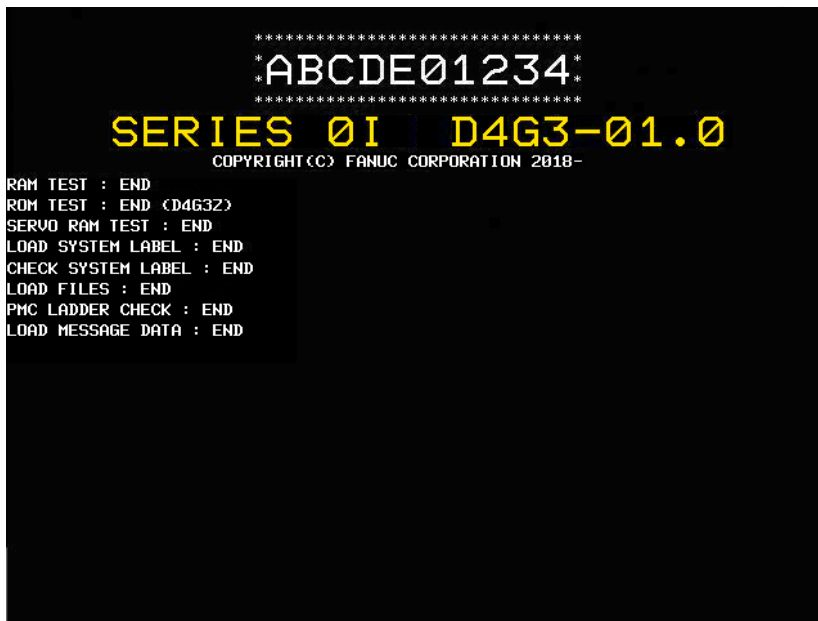 *******************************
*ABCDE01234*
*******************************
SERIES 0I D4G3-01.0
COPYRIGHT(C) FANUC CORPORATION 2018-
RAM TEST : END
ROM TEST : END (D4G3Z)
SERVO RAM TEST : END
LOAD SYSTEM LABEL : END
CHECK SYSTEM LABEL : END
LOAD FILES : END
PMC LADDER CHECK : END
LOAD MESSAGE DATA : END